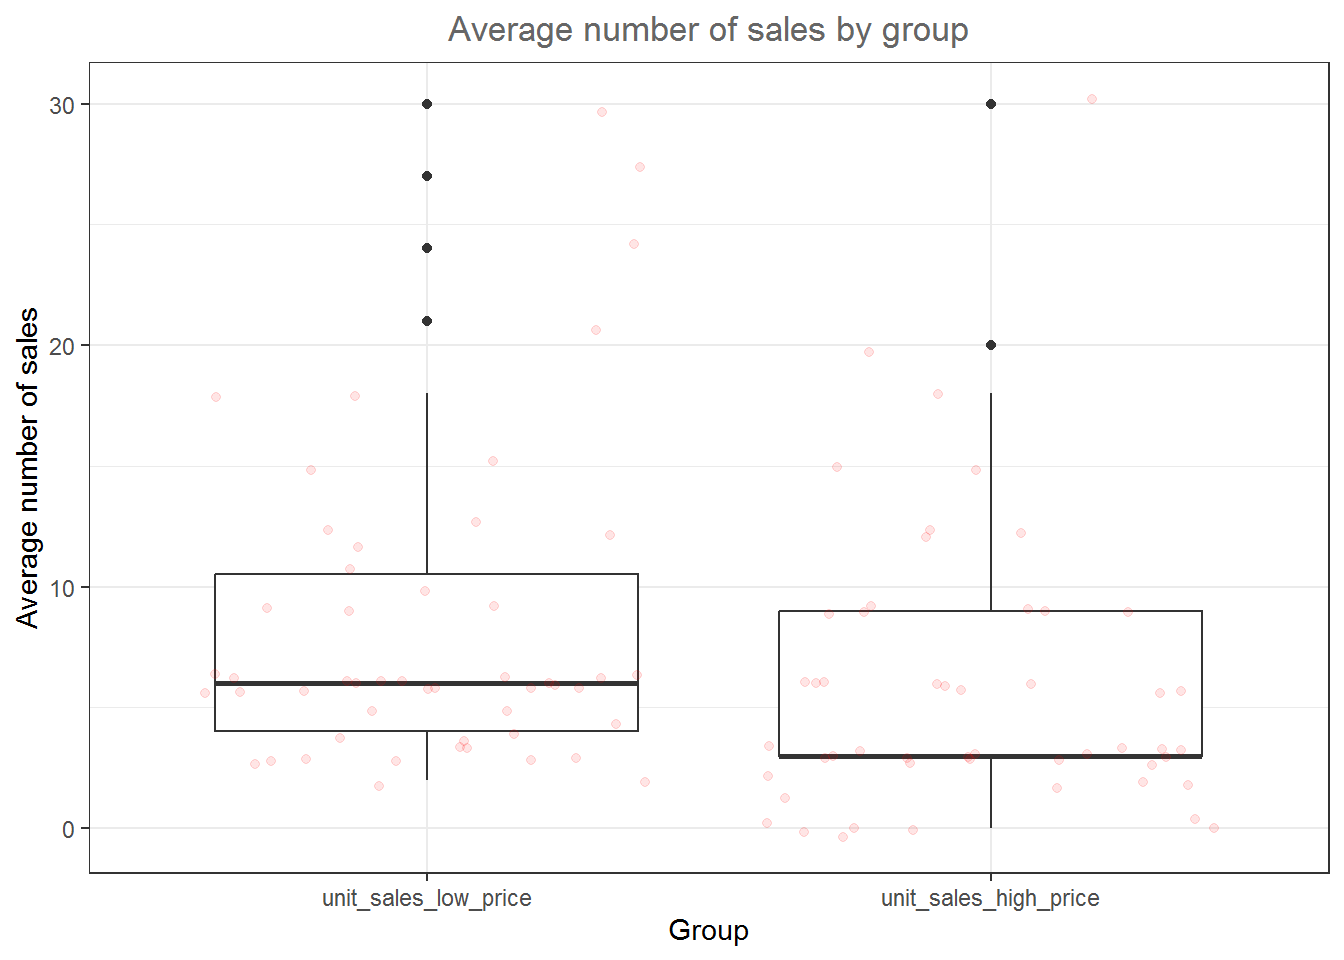 Average number of sales by group
Average number of sales
30
20
10
0
unit_sales_low_price
unit_sales_high_price
Group